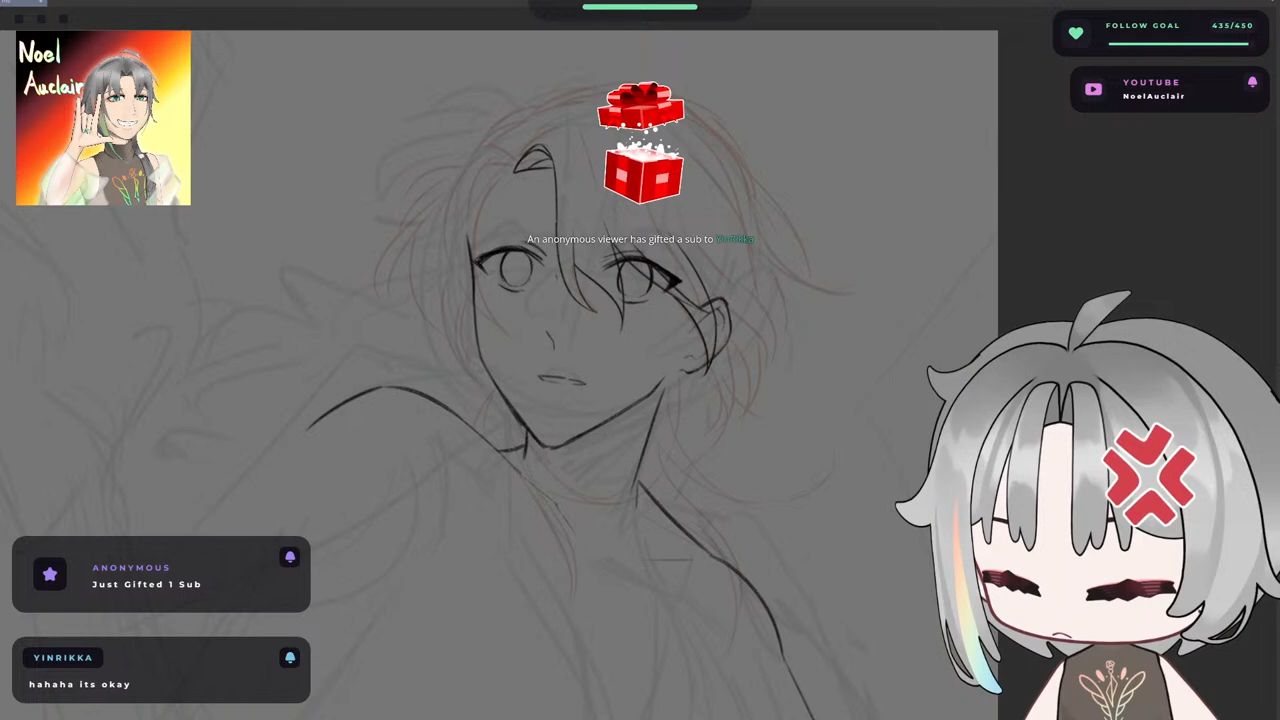 Noel
Auclair
FOLLOW GOAL 435/450
YOUTUBE
NoelAuclair
An anonymous viewer has gifted a sub to Yinrikka
ANONYMOUS
Just Gifted 1 Sub
YINRIKKA
hahaha its okay